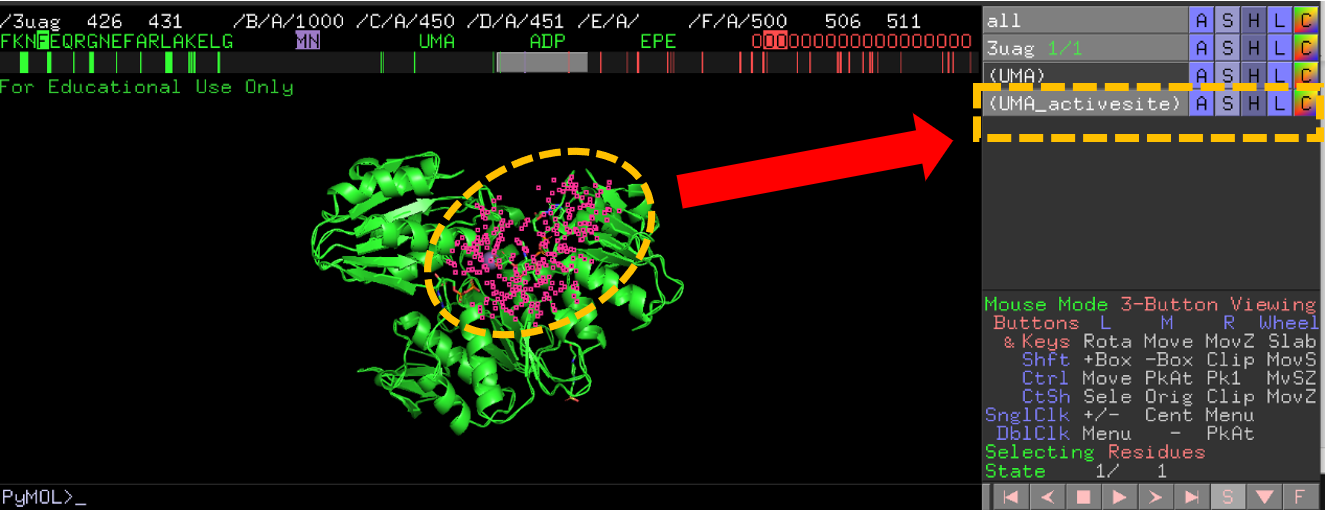 /3uag 426 431 /B/A/1000 /C/A/450 /D/A/451 /E/A/ /F/A/500 506 511
FKNFEQRGNEFARLAKELG MN UMA ADP EPE OOOOOOOOOOOOOOOOOO
For Educational Use Only
all A S H L C
3uag 1/1 A S H L C
(UMA) A S H L C
(UMA_activesite) A S H L C
Mouse Mode 3-Button Viewing
Buttons L M R Wheel
& Keys Rota Move MovZ Slab
Shft +Box -Box Clip MovS
Ctrl Move PkAt Pk1 MvSZ
CtSh Sele Orig Clip MovZ
SnglClk +/- Cent Menu
DblClk Menu - PkAt
Selecting Residues
State 1/ 1
PyMOL>_
S F